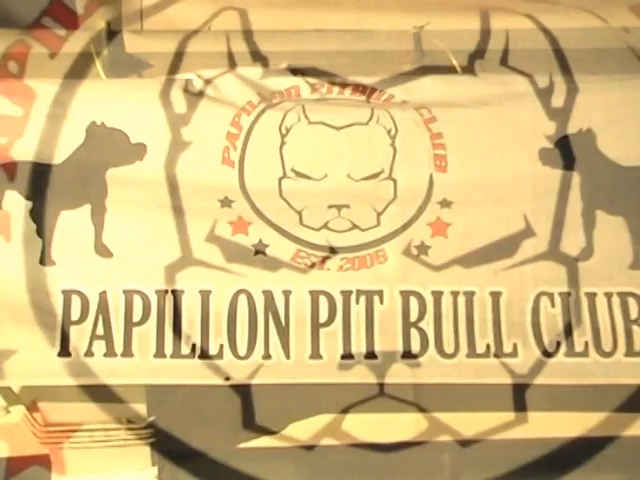 PAPILLON PITBULL CLUB
EST. 2006
PAPILLON PIT BULL CLUB